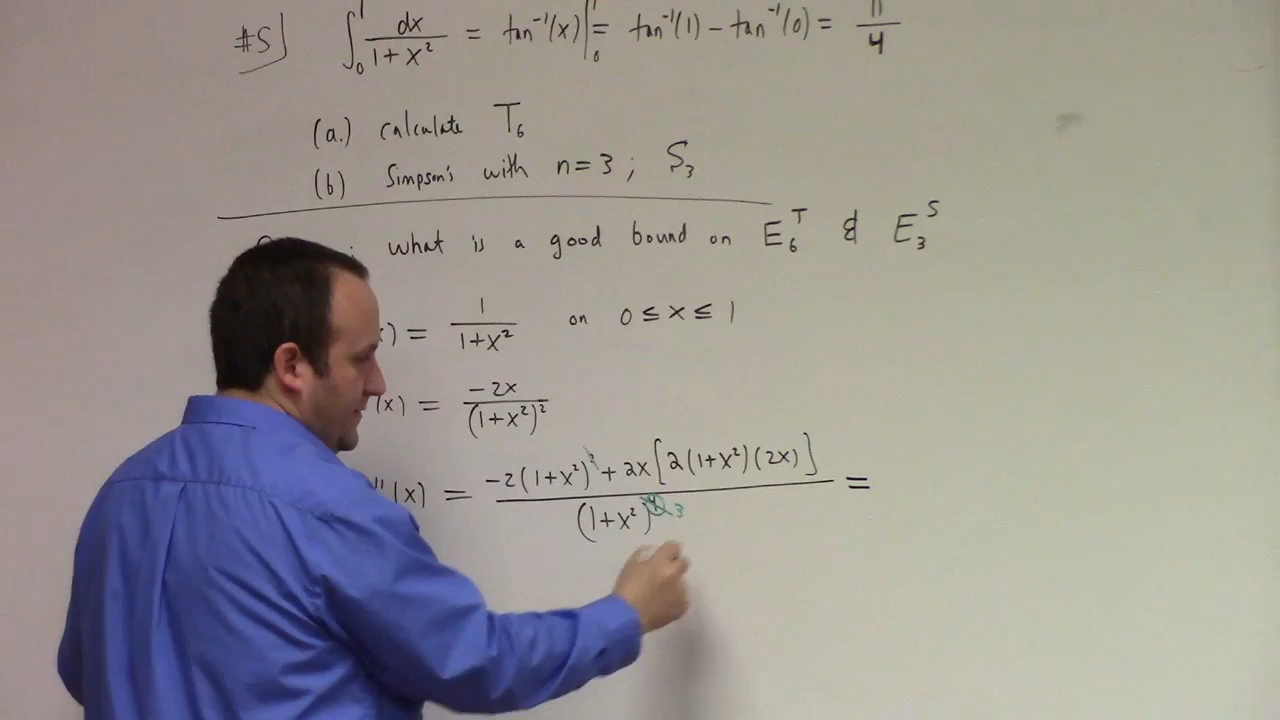 #5) ∫₀¹ dx/(1+x²) = tan⁻¹(x)|₀¹ = tan⁻¹(1) − tan⁻¹(0) = π/4
(a.) calculate T₆
(b) Simpson's with n=3 ; S₃
what is a good bound on E₆ᵀ & E₃ˢ
x) = 1/(1+x²) on 0 ≤ x ≤ 1
(x) = −2x/(1+x²)²
''(x) = −2(1+x²)² + 2x[2(1+x²)(2x)] / (1+x²)⁴ 3 =